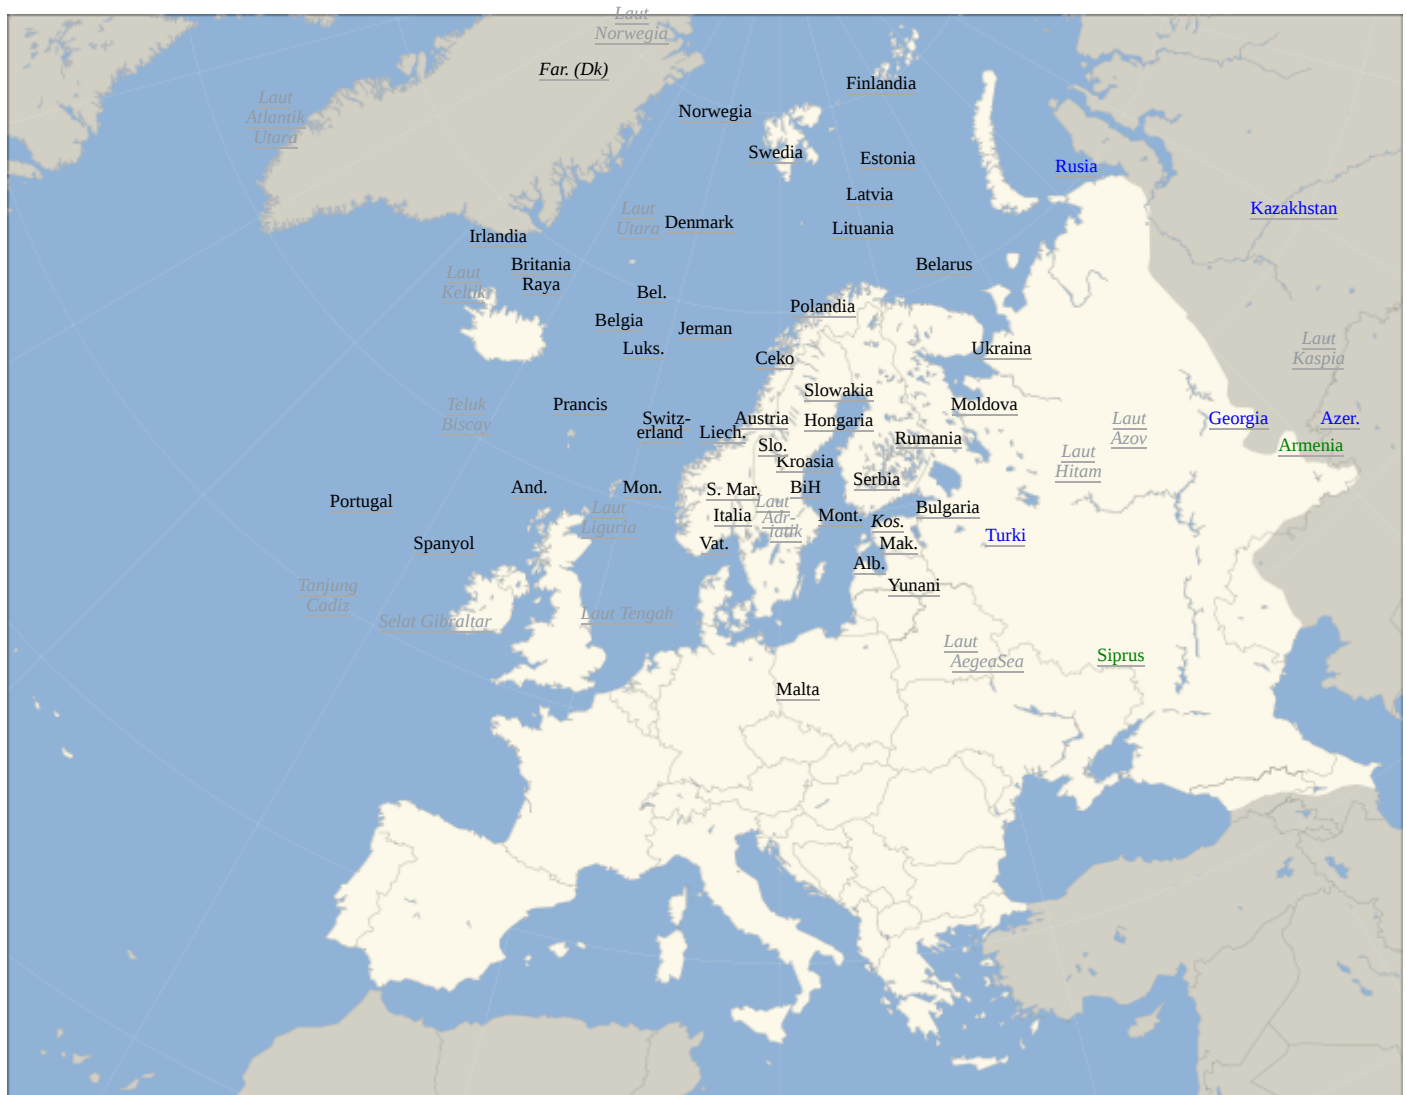 Laut
Norwegia
Far. (Dk)
Finlandia
Laut
Atlantik
Utara
Norwegia
Swedia
Estonia
Rusia
Latvia
Kazakhstan
Laut
Utara
Denmark
Lituania
Irlandia
Britania
Raya
Belarus
Laut
Keltik
Bel.
Polandia
Belgia
Jerman
Luks.
Ceko
Ukraina
Laut
Kaspia
Slowakia
Teluk
Biscay
Prancis
Switz-
erland
Liech.
Austria
Hongaria
Moldova
Laut
Azov
Georgia
Azer.
Slo.
Rumania
Armenia
Kroasia
Laut
Hitam
Serbia
Portugal
And.
Mon.
S. Mar.
BiH
Laut
Adr-
iatik
Laut
Liguria
Italia
Mont.
Kos.
Bulgaria
Spanyol
Vat.
Mak.
Turki
Alb.
Yunani
Tanjung
Cadiz
Selat Gibraltar
Laut Tengah
Laut
AegeaSea
Siprus
Malta